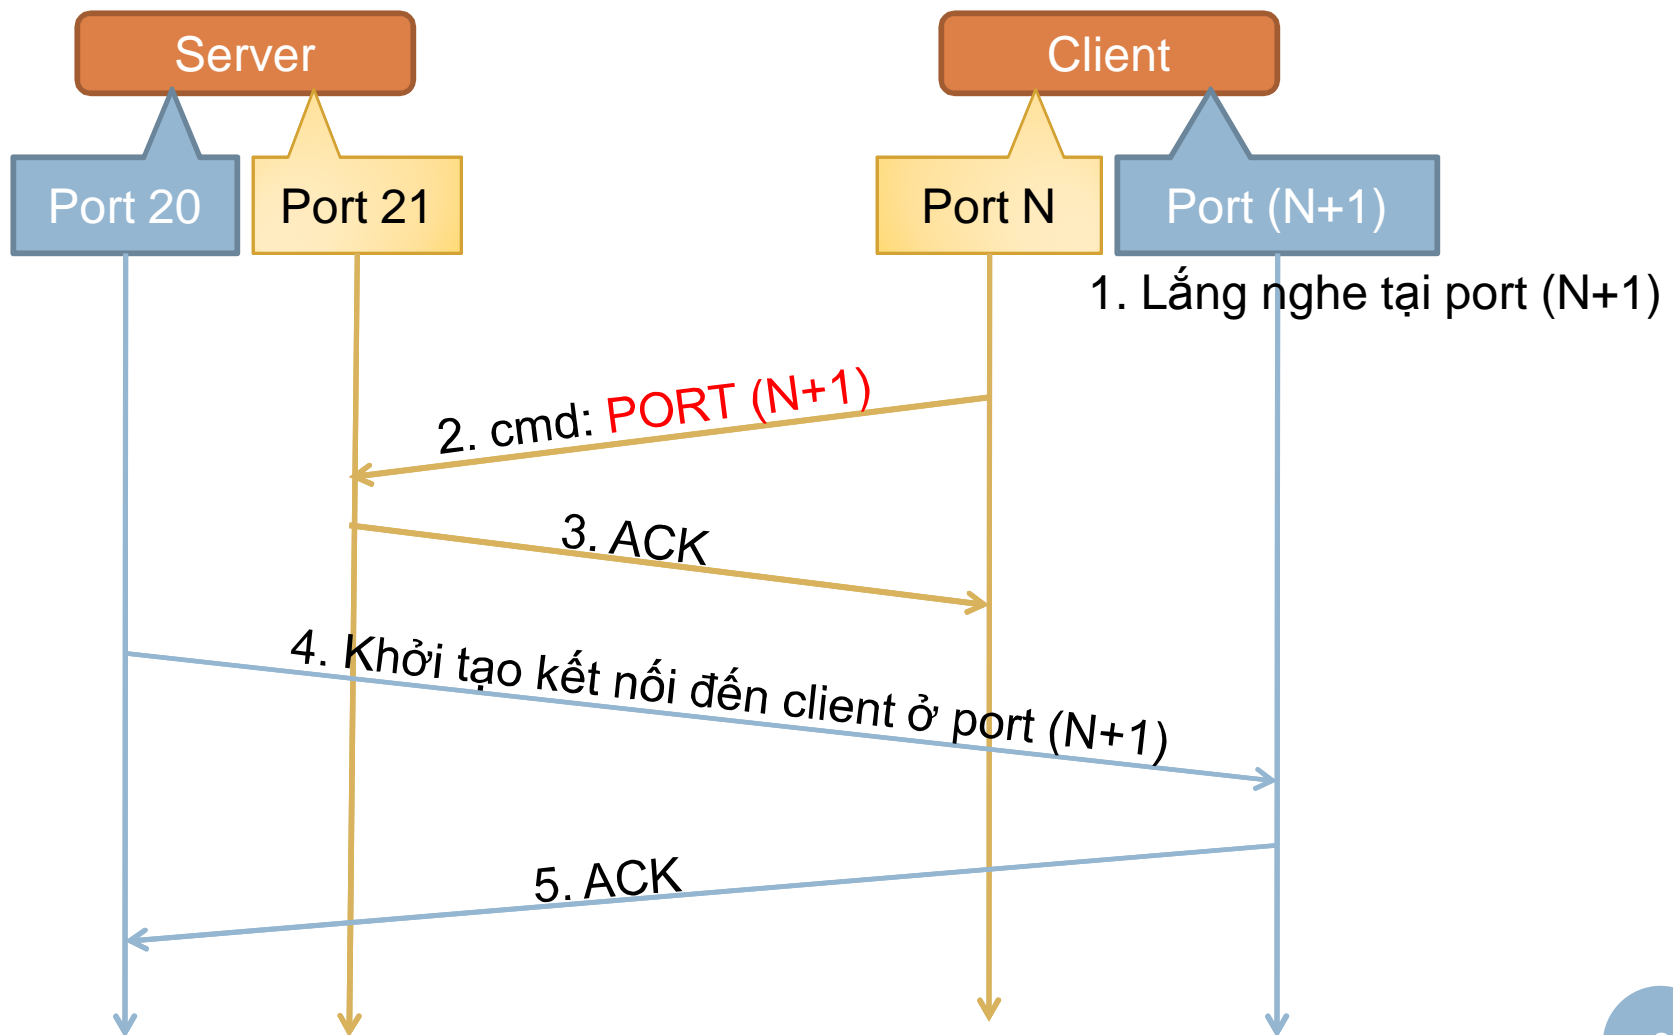 Server
Client
Port 20
Port 21
Port N
Port (N+1)
1. Lắng nghe tại port (N+1)
2. cmd: PORT (N+1)
3. ACK
4. Khởi tạo kết nối đến client ở port (N+1)
5. ACK